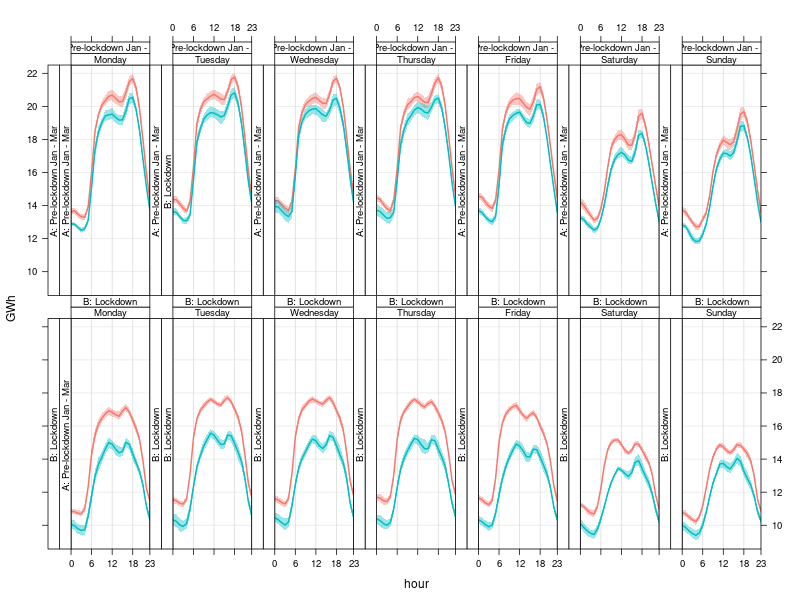 0 6 12 18 23 0 6 12 18 23 0 6 12 18 23
Pre-lockdown Jan - Pre-lockdown Jan - Pre-lockdown Jan - Pre-lockdown Jan - Pre-lockdown Jan - Pre-lockdown Jan - Pre-lockdown Jan -
Monday Tuesday Wednesday Thursday Friday Saturday Sunday
22
20
18
16
14
12
10
A: Pre-lockdown Jan - Mar
A: Pre-lockdown Jan - Mar
A: Pre-lockdown Jan - Mar
B: Lockdown
A: Pre-lockdown Jan - Mar
A: Pre-lockdown Jan - Mar
A: Pre-lockdown Jan - Mar
A: Pre-lockdown Jan - Mar
A: Pre-lockdown Jan - Mar
GWh
B: Lockdown B: Lockdown B: Lockdown B: Lockdown B: Lockdown B: Lockdown B: Lockdown
Monday Tuesday Wednesday Thursday Friday Saturday Sunday
B: Lockdown
A: Pre-lockdown Jan - Mar
B: Lockdown
B: Lockdown
B: Lockdown
B: Lockdown
B: Lockdown
B: Lockdown
B: Lockdown
22
20
18
16
14
12
10
0 6 12 18 23 0 6 12 18 23 0 6 12 18 23 0 6 12 18 23
hour